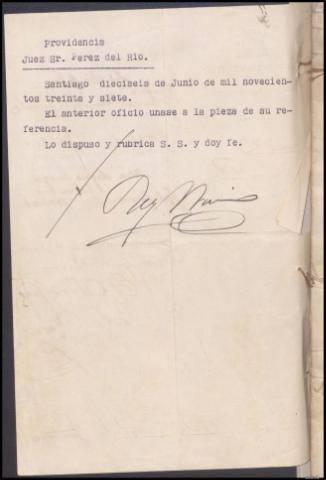 Providencia
Juez Sr. Perez del Rio.
Santiago dieciseis de Junio de mil novecien-
tos treinta y siete.
El anterior oficio unase a la pieza de su re-
ferencia.
Lo dispuso y rubrica S. S. y doy fe.